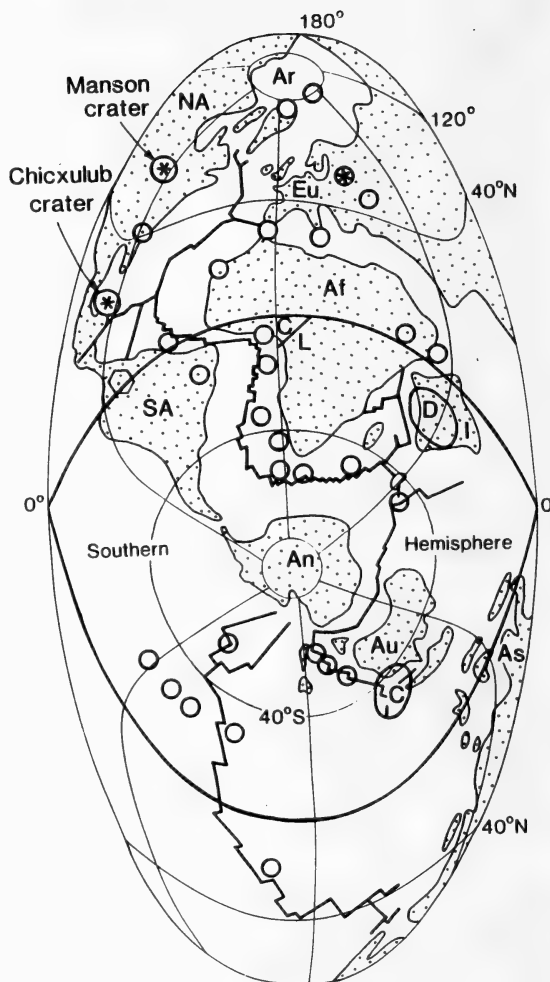 180°
Ar
NA
Manson
crater
120°
Chicxulub
crater
Eu
40°N
Af
C
L
SA
D
I
0°
0
Southern
An
Hemisphere
Au
As
C
40°S
40°N